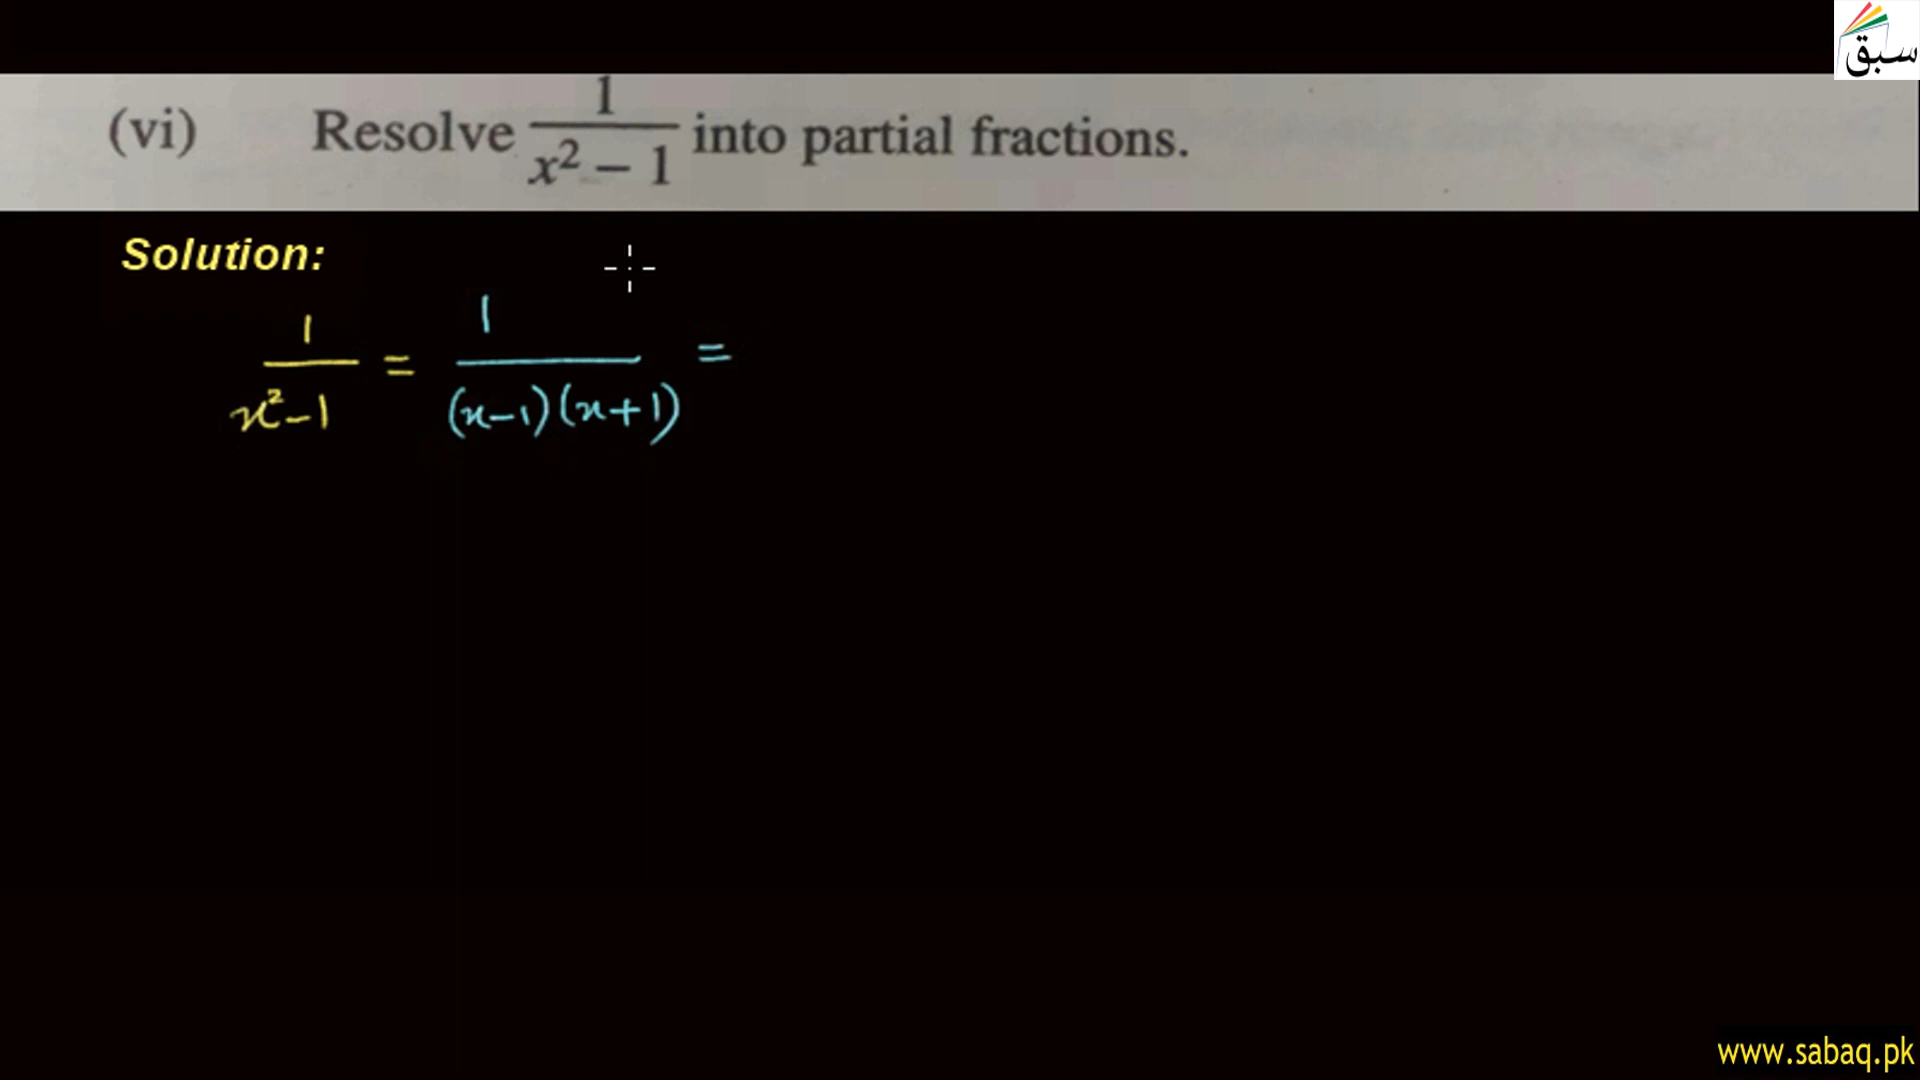 سبق
(vi) Resolve 1/(x² − 1) into partial fractions.
Solution:
1/(x²−1) = 1/((x−1)(x+1)) =
www.sabaq.pk